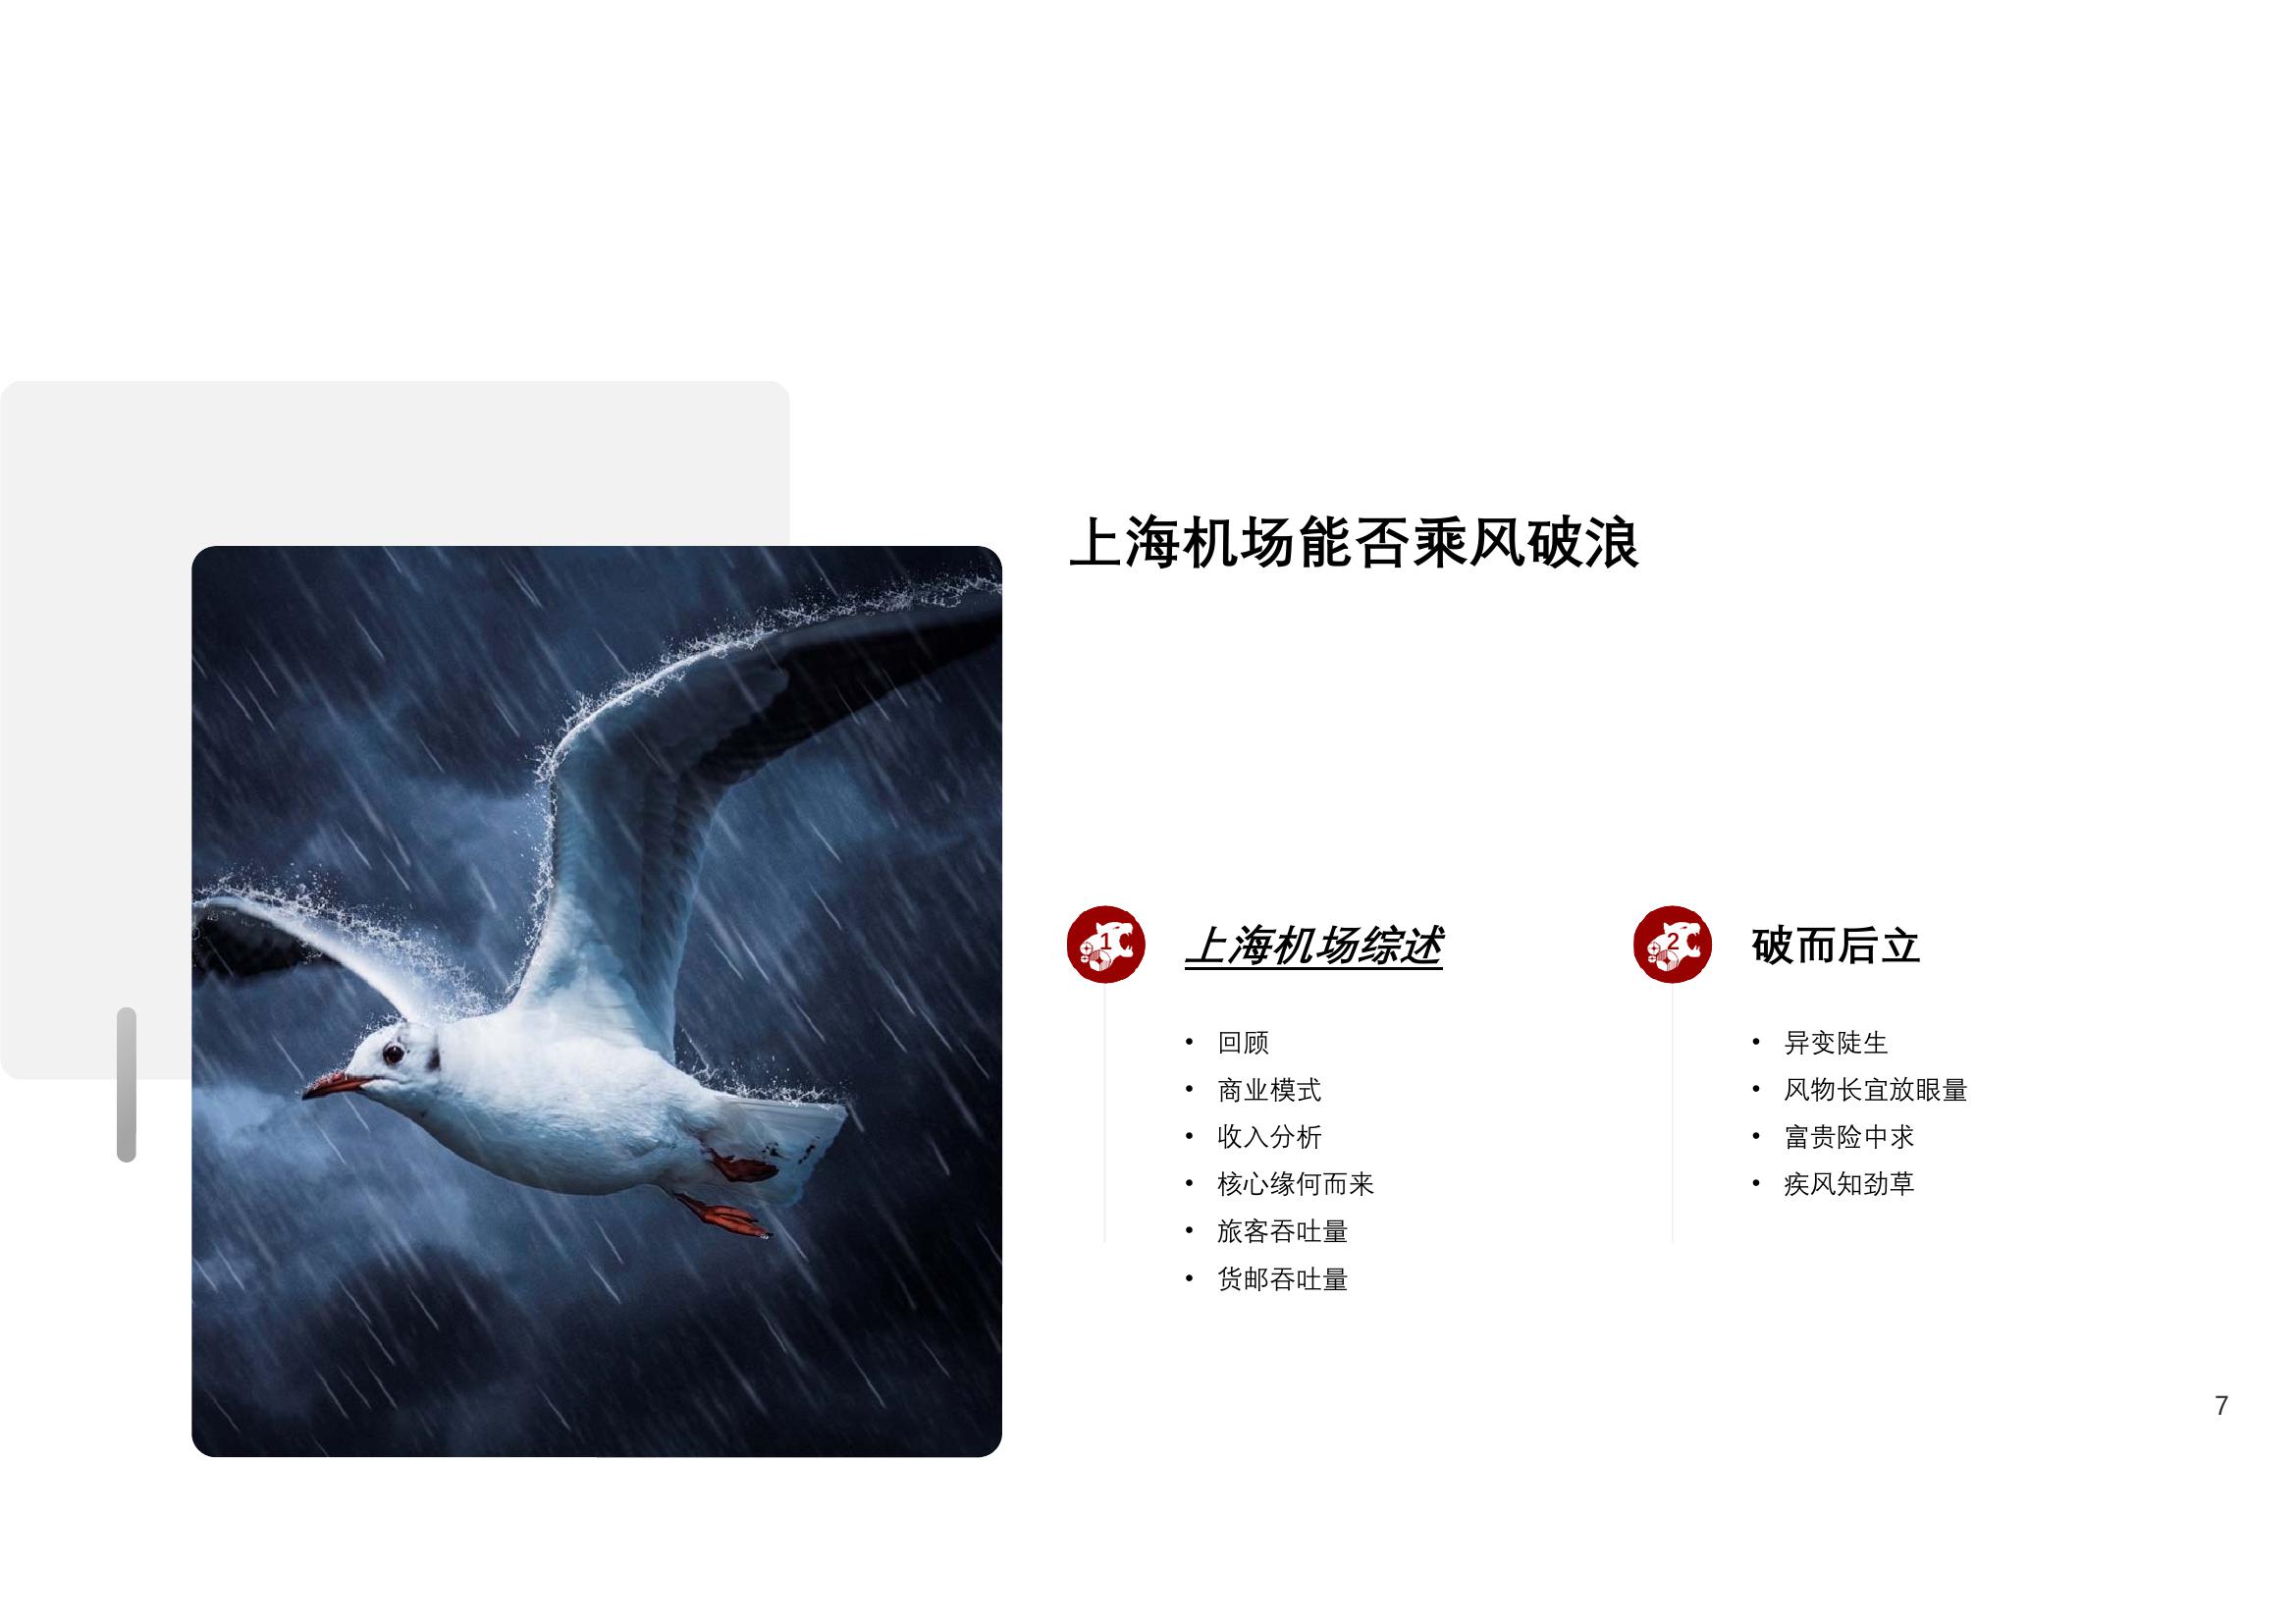 上海机场能否乘风破浪
1
上海机场综述
• 回顾
• 商业模式
• 收入分析
• 核心缘何而来
• 旅客吞吐量
• 货邮吞吐量
2
破而后立
• 异变陡生
• 风物长宜放眼量
• 富贵险中求
• 疾风知劲草
7